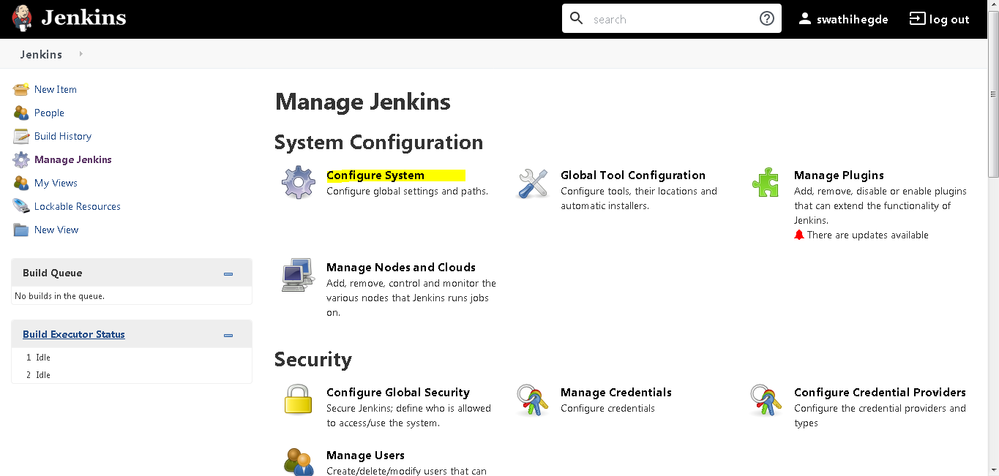 Jenkins
search
swathihegde
log out
Jenkins
New Item
People
Build History
Manage Jenkins
My Views
Lockable Resources
New View
Build Queue
No builds in the queue.
Build Executor Status
1 Idle
2 Idle
Manage Jenkins
System Configuration
Configure System
Configure global settings and paths.
Global Tool Configuration
Configure tools, their locations and
automatic installers.
Manage Plugins
Add, remove, disable or enable plugins
that can extend the functionality of
Jenkins.
There are updates available
Manage Nodes and Clouds
Add, remove, control and monitor the
various nodes that Jenkins runs jobs
on.
Security
Configure Global Security
Secure Jenkins; define who is allowed
to access/use the system.
Manage Credentials
Configure credentials
Configure Credential Providers
Configure the credential providers and
types
Manage Users
Create/delete/modify users that can